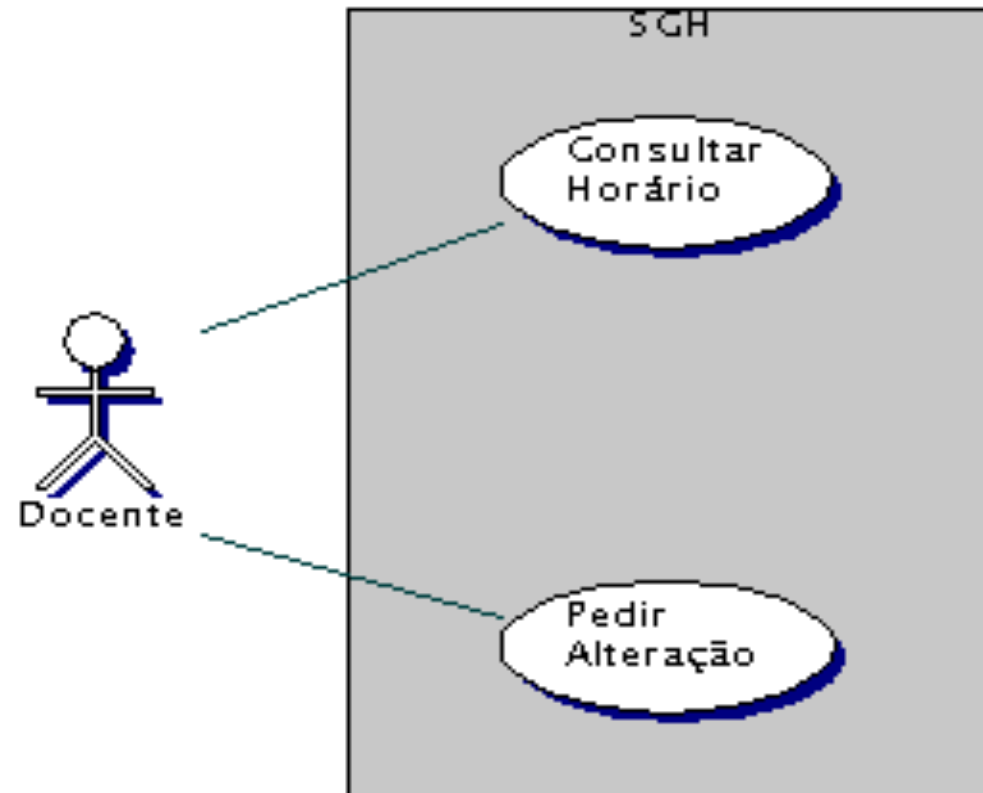 SGH
Consultar
Horário
Docente
Pedir
Alteração